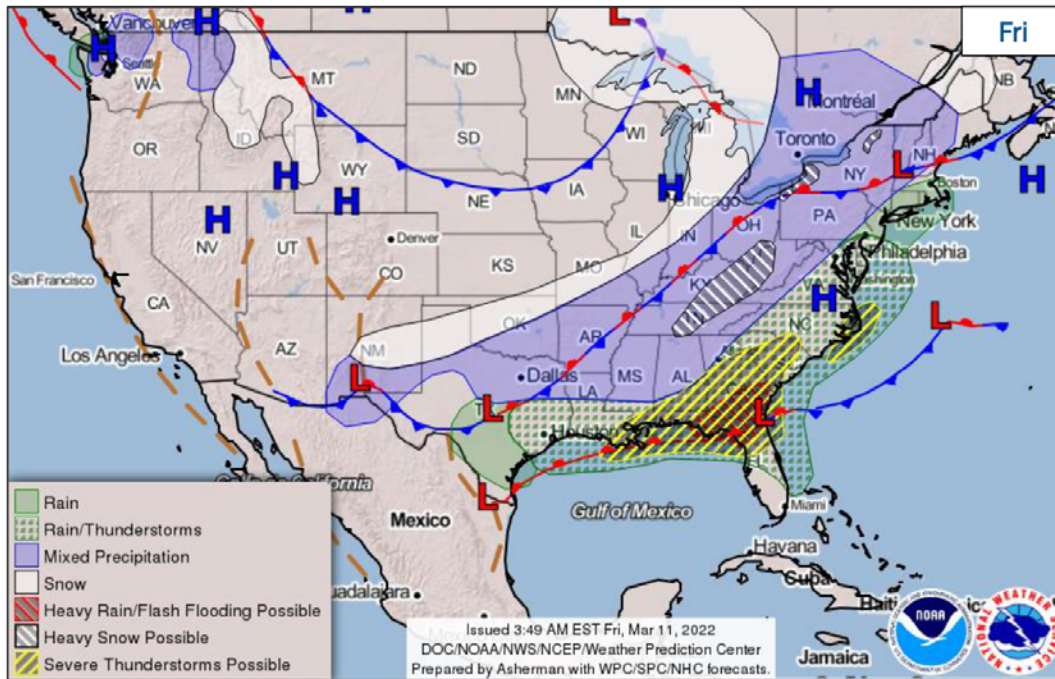 Fri
Vancouver
H
H
H
L
Seattle
WA
MT
ND
MN
NB
H
Montréal
OR
ID
SD
WI
MI
Toronto
NH
L
WY
NY
Boston
H
H
IA
NE
H
Chicago
H
PA
New York
H
NV
UT
Denver
IL
IN
OH
Philadelphia
CO
KS
MO
KY
San Francisco
CA
H
L
OK
AR
NC
Los Angeles
AZ
NM
L
Dallas
MS
AL
L
LA
L
Houston
L
Miami
Mexico
Gulf of Mexico
Havana
Cuba
Jamaica
Rain
Rain/Thunderstorms
Mixed Precipitation
Snow
Heavy Rain/Flash Flooding Possible
Heavy Snow Possible
Severe Thunderstorms Possible
Issued 3:49 AM EST Fri, Mar 11, 2022
DOC/NOAA/NWS/NCEP/Weather Prediction Center
Prepared by Asherman with WPC/SPC/NHC forecasts.
NOAA
NATIONAL WEATHER SERVICE